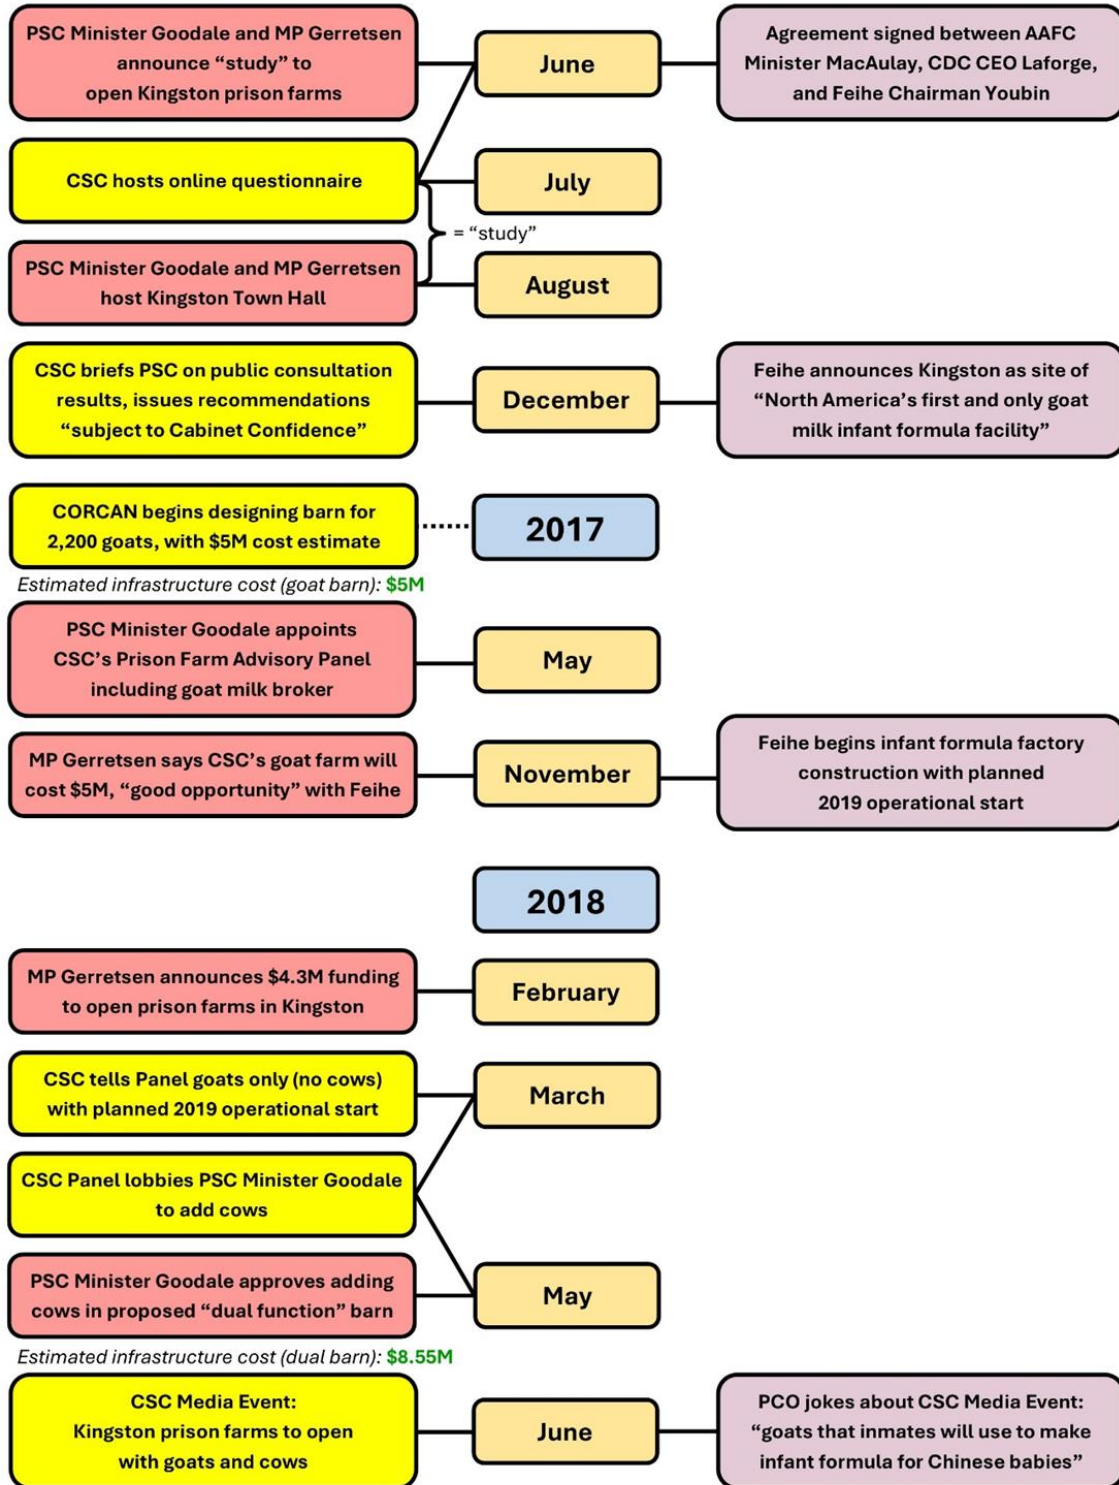 PSC Minister Goodale and MP Gerretsen
announce “study” to
open Kingston prison farms
June
Agreement signed between AAFC
Minister MacAulay, CDC CEO Laforge,
and Feihe Chairman Youbin
CSC hosts online questionnaire
July
= “study”
PSC Minister Goodale and MP Gerretsen
host Kingston Town Hall
August
CSC briefs PSC on public consultation
results, issues recommendations
“subject to Cabinet Confidence”
December
Feihe announces Kingston as site of
“North America’s first and only goat
milk infant formula facility”
CORCAN begins designing barn for
2,200 goats, with $5M cost estimate
2017
Estimated infrastructure cost (goat barn): $5M
PSC Minister Goodale appoints
CSC’s Prison Farm Advisory Panel
including goat milk broker
May
MP Gerretsen says CSC’s goat farm will
cost $5M, “good opportunity” with Feihe
November
Feihe begins infant formula factory
construction with planned
2019 operational start
2018
MP Gerretsen announces $4.3M funding
to open prison farms in Kingston
February
CSC tells Panel goats only (no cows)
with planned 2019 operational start
March
CSC Panel lobbies PSC Minister Goodale
to add cows
PSC Minister Goodale approves adding
cows in proposed “dual function” barn
May
Estimated infrastructure cost (dual barn): $8.55M
CSC Media Event:
Kingston prison farms to open
with goats and cows
June
PCO jokes about CSC Media Event:
“goats that inmates will use to make
infant formula for Chinese babies”